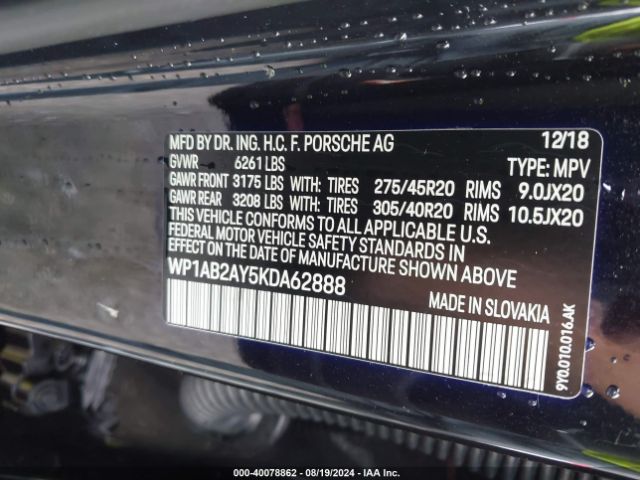 MFD BY DR. ING. H.C. F. PORSCHE AG 12/18
GVWR 6261 LBS TYPE: MPV
GAWR FRONT 3175 LBS WITH: TIRES 275/45R20 RIMS 9.0JX20
GAWR REAR 3208 LBS WITH: TIRES 305/40R20 RIMS 10.5JX20
THIS VEHICLE CONFORMS TO ALL APPLICABLE U.S.
FEDERAL MOTOR VEHICLE SAFETY STANDARDS IN
EFFECT ON THE DATE OF MANUFACTURE SHOWN ABOVE
WP1AB2AY5KDA62888
MADE IN SLOVAKIA
9Y0.010.016.AK
000-40078862 - 08/19/2024 - IAA Inc.